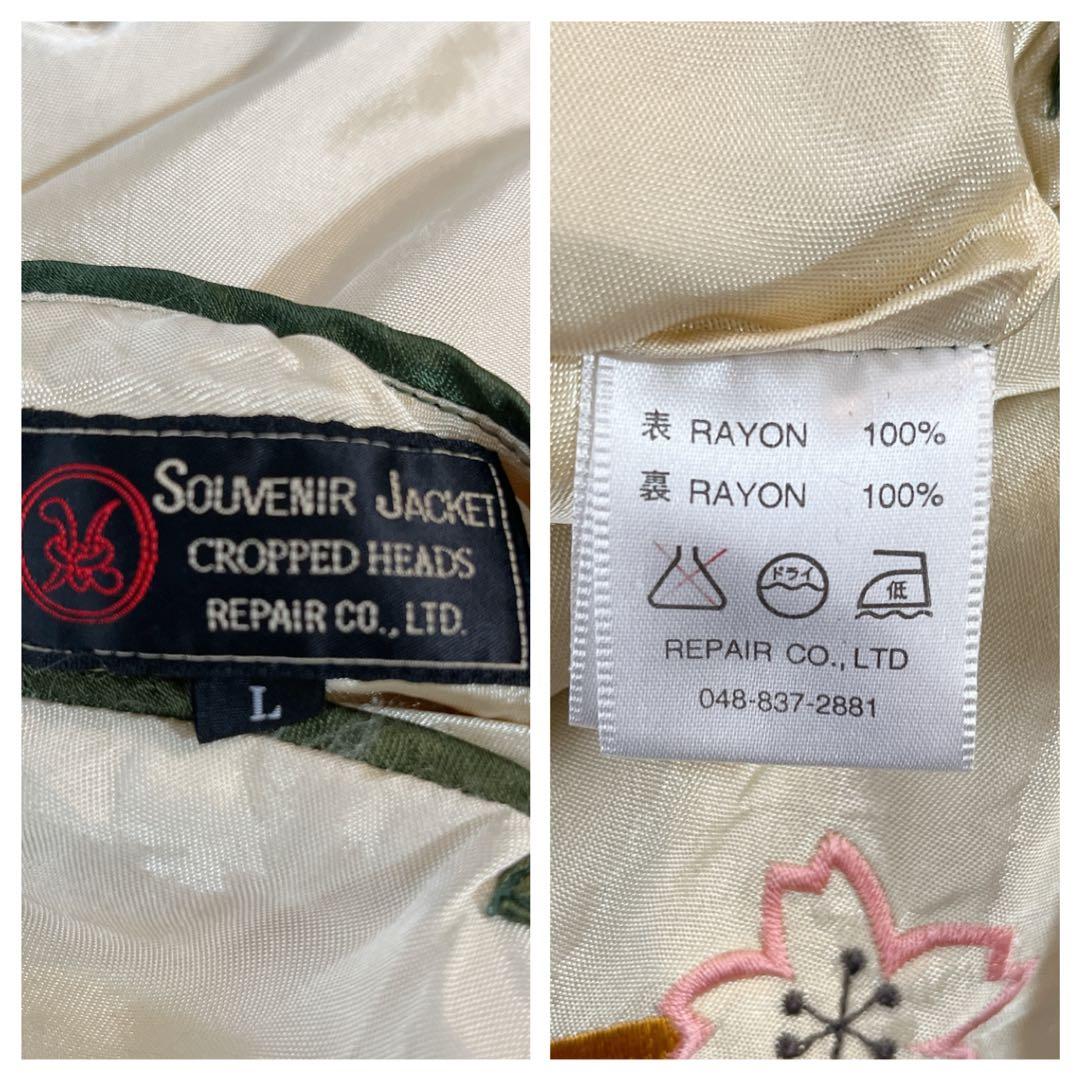 SOUVENIR JACKET
CROPPED HEADS
REPAIR CO., LTD.
L
表 RAYON 100%
裏 RAYON 100%
ドライ
低
REPAIR CO., LTD
048-837-2881